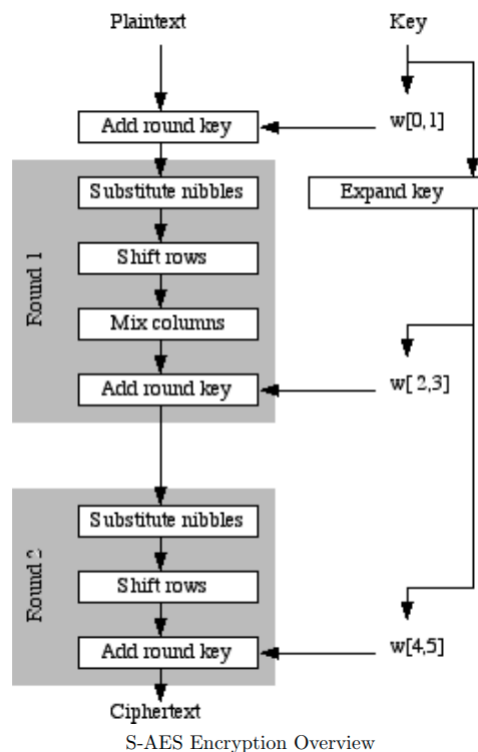 Plaintext
Key
Add round key
w[0,1]
Round 1
Substitute nibbles
Expand key
Shift rows
Mix columns
Add round key
w[ 2,3]
Round 2
Substitute nibbles
Shift rows
Add round key
w[4,5]
Ciphertext
S-AES Encryption Overview